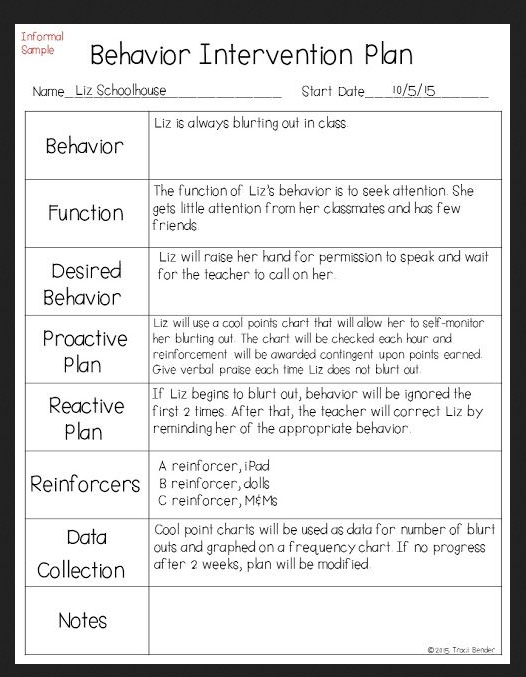 Informal
Sample
Behavior Intervention Plan
Name Liz Schoolhouse Start Date 10/5/15
Behavior
Liz is always blurting out in class.
Function
The function of Liz's behavior is to seek attention. She
gets little attention from her classmates and has few
friends.
Desired
Behavior
Liz will raise her hand for permission to speak and wait
for the teacher to call on her.
Proactive
Plan
Liz will use a cool points chart that will allow her to self-monitor
her blurting out. The chart will be checked each hour and
reinforcement will be awarded contingent upon points earned.
Give verbal praise each time Liz does not blurt out.
Reactive
Plan
If Liz begins to blurt out, behavior will be ignored the
first 2 times. After that, the teacher will correct Liz by
reminding her of the appropriate behavior.
Reinforcers
A reinforcer, iPad
B reinforcer, dolls
C reinforcer, M&Ms
Data
Collection
Cool point charts will be used as data for number of blurt
outs and graphed on a frequency chart. If no progress
after 2 weeks, plan will be modified.
Notes
©2015 Traci Bender